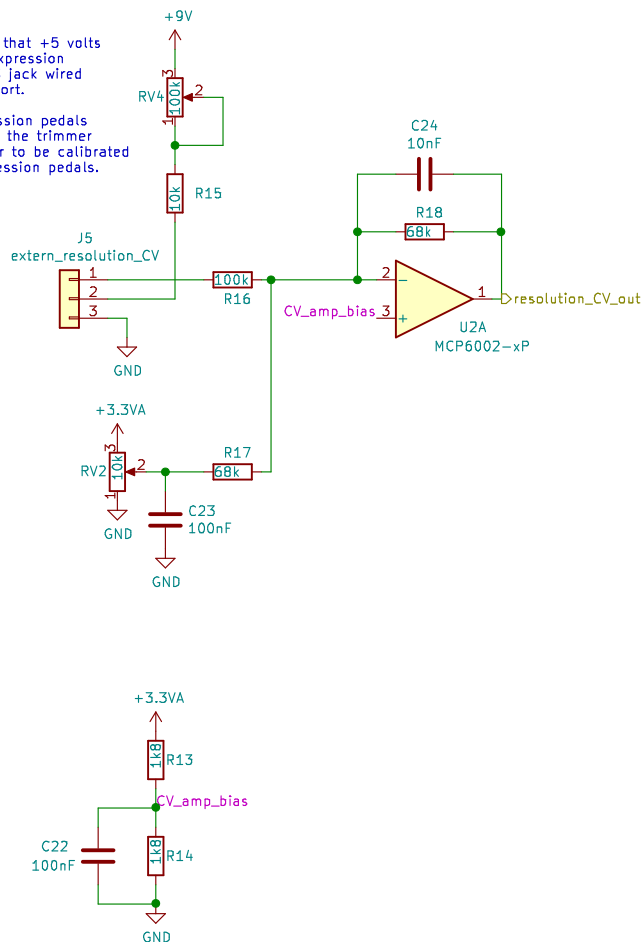 +9V
that +5 volts
xpression
jack wired
ort.
ssion pedals
the trimmer
r to be calibrated
ession pedals.
3
RV4
100k
2
1
10k
R15
C24
10nF
R18
68k
J5
extern_resolution_CV
1
2
3
100k
R16
2
-
CV_amp_bias
3
+
1
resolution_CV_out
U2A
MCP6002-xP
GND
+3.3VA
3
RV2
10k
2
1
R17
68k
C23
100nF
GND
GND
+3.3VA
1k8
R13
CV_amp_bias
C22
100nF
1k8
R14
GND